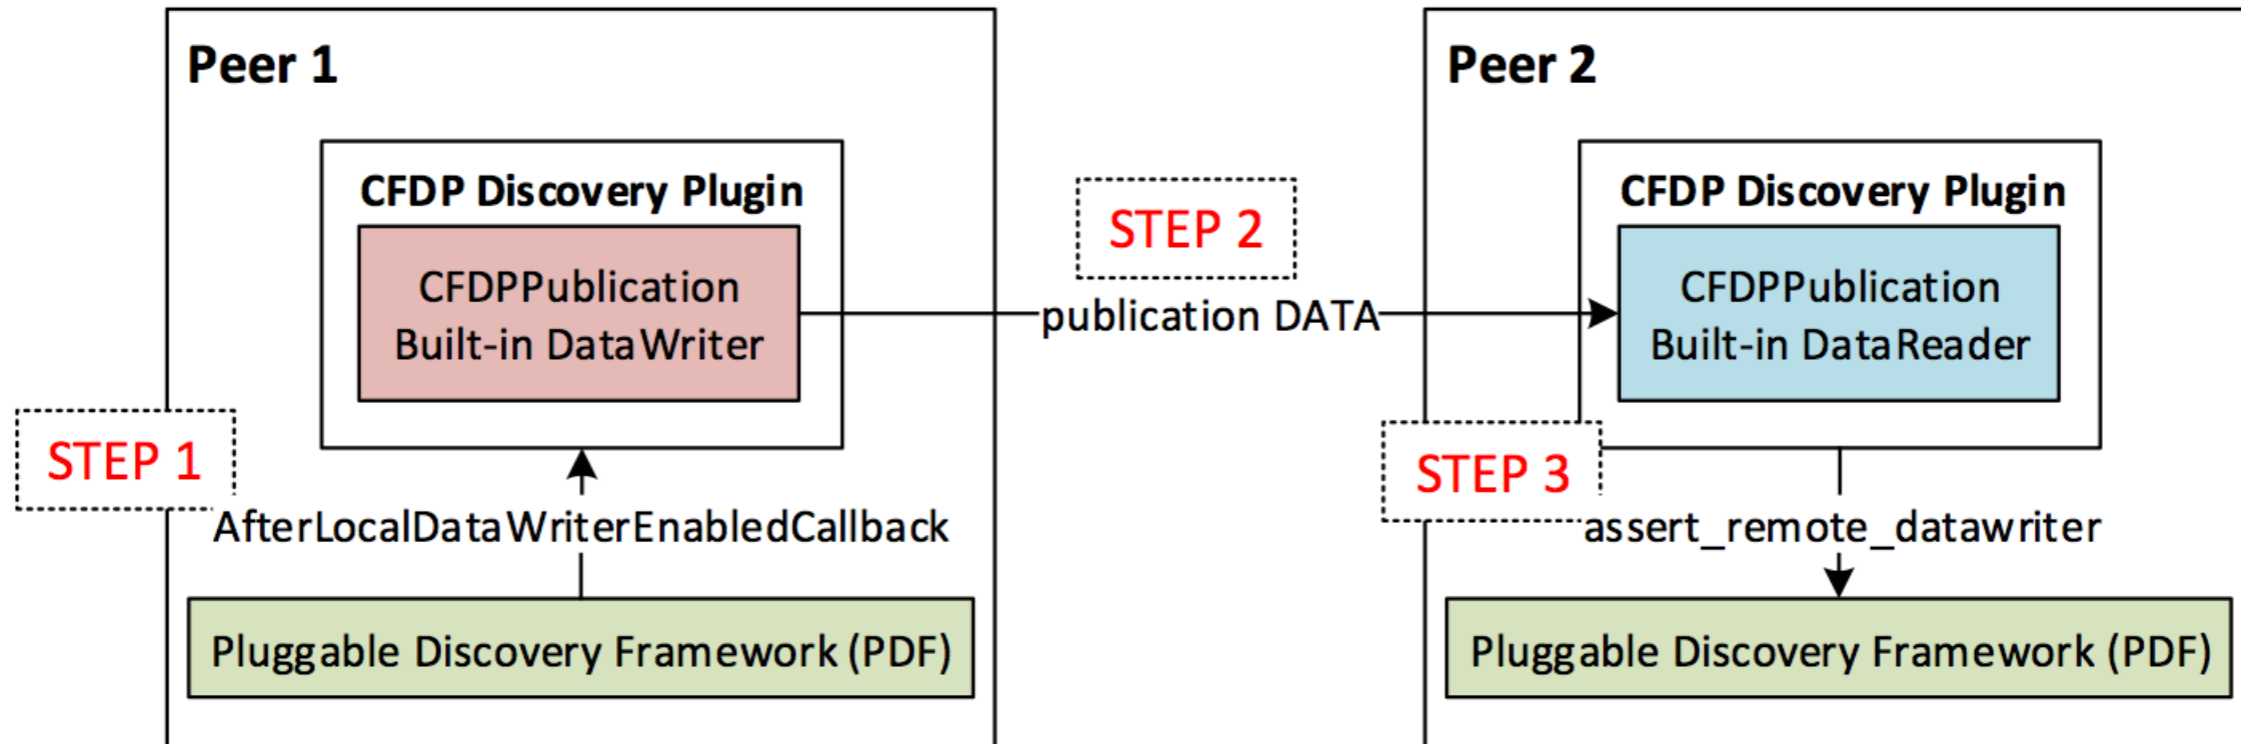 Peer 1
CFDP Discovery Plugin
CFDPPublication
Built-in DataWriter
STEP 1
AfterLocalDataWriterEnabledCallback
Pluggable Discovery Framework (PDF)
STEP 2
publication DATA
Peer 2
CFDP Discovery Plugin
CFDPPublication
Built-in DataReader
STEP 3
assert_remote_datawriter
Pluggable Discovery Framework (PDF)